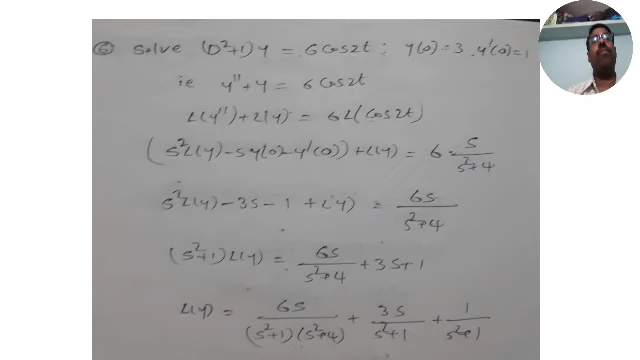 ⑥ Solve (D²+1)y = 6 cos2t ; y(0)=3, y'(0)=1
ie y''+y = 6 cos2t
L(y'')+L(y) = 6L(cos2t)
(s²L(y)-sy(0)-y'(0))+L(y) = 6·s/(s²+4)
s²L(y)-3s-1+L(y) = 6s/(s²+4)
(s²+1)L(y) = 6s/(s²+4) + 3s+1
L(y) = 6s/((s²+1)(s²+4)) + 3s/(s²+1) + 1/(s²+1)